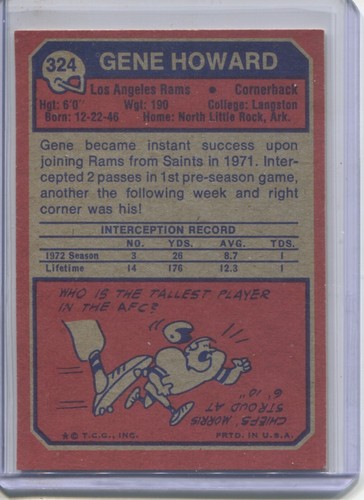 324 GENE HOWARD
Los Angeles Rams • Cornerback
Hgt: 6'0" Wgt: 190 College: Langston
Born: 12-22-46 Home: North Little Rock, Ark.
Gene became instant success upon
joining Rams from Saints in 1971. Inter-
cepted 2 passes in 1st pre-season game,
another the following week and right
corner was his!
INTERCEPTION RECORD
NO. YDS. AVG. TDS.
1972 Season 3 26 8.7 1
Lifetime 14 176 12.3 1
WHO IS THE TALLEST PLAYER
IN THE AFC?
CHIEFS' MORRIS
STROUD AT
6' 10"
★ © T.C.G., INC. PRTD. IN U.S.A.